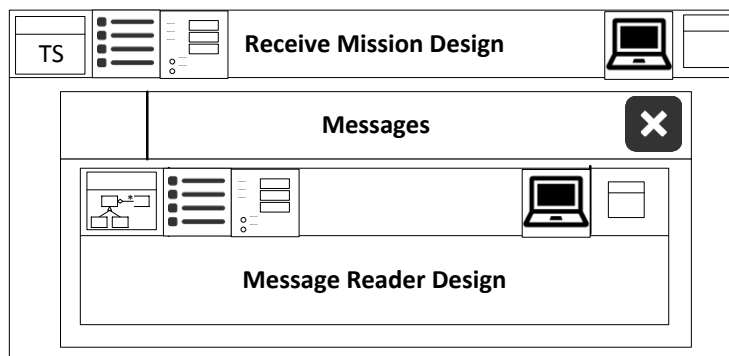 TS
Receive Mission Design
Messages
*
Message Reader Design